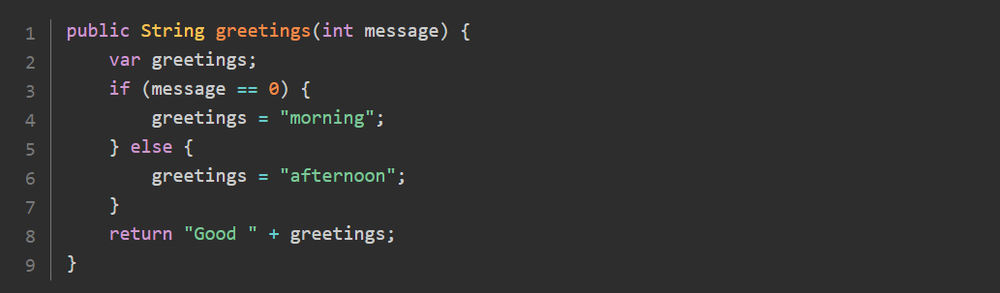 1 public String greetings(int message) {
2     var greetings;
3     if (message == 0) {
4         greetings = "morning";
5     } else {
6         greetings = "afternoon";
7     }
8     return "Good " + greetings;
9 }